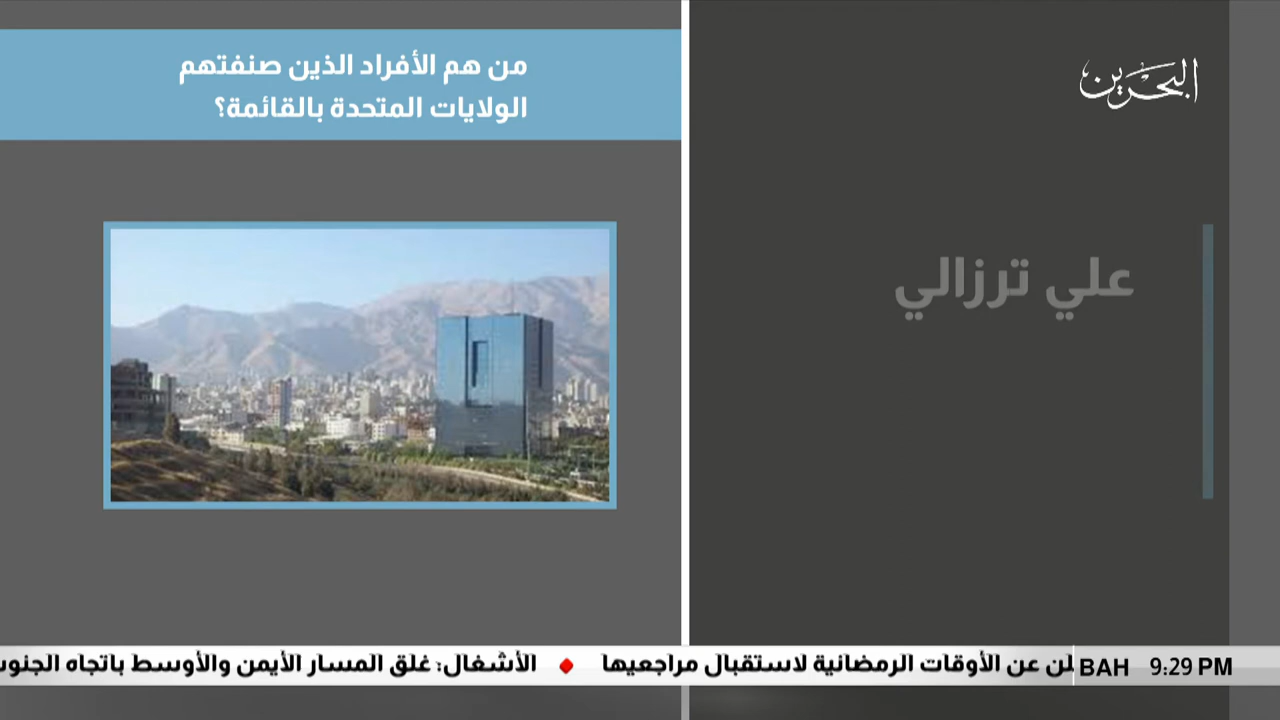 من هم الأفراد الذين صنفتهم
الولايات المتحدة بالقائمة؟
البحرين
علي ترزالي
لن عن الأوقات الرمضانية لاستقبال مراجعيها
الأشغال: غلق المسار الأيمن والأوسط باتجاه
BAH 9:29 PM